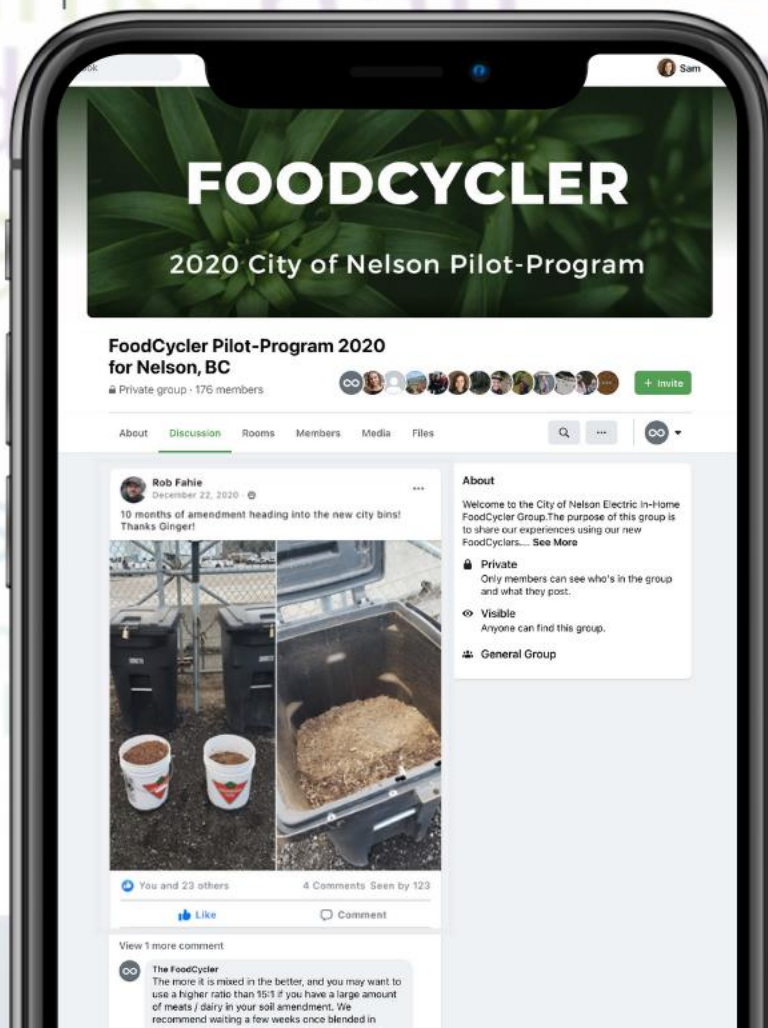 Sam
FOODCYCLER
2020 City of Nelson Pilot-Program
FoodCycler Pilot-Program 2020
for Nelson, BC
Private group · 176 members
+ Invite
About Discussion Rooms Members Media Files
Rob Fahie
December 22, 2020 ·
10 months of amendment heading into the new city bins!
Thanks Ginger!
You and 23 others 4 Comments Seen by 123
Like Comment
View 1 more comment
The FoodCycler
The more it is mixed in the better, and you may want to
use a higher ratio than 15:1 if you have a large amount
of meats / dairy in your soil amendment. We
recommend waiting a few weeks once blended in
About
Welcome to the City of Nelson Electric In-Home
FoodCycler Group.The purpose of this group is
to share our experiences using our new
FoodCyclers.... See More
Private
Only members can see who's in the group
and what they post.
Visible
Anyone can find this group.
General Group